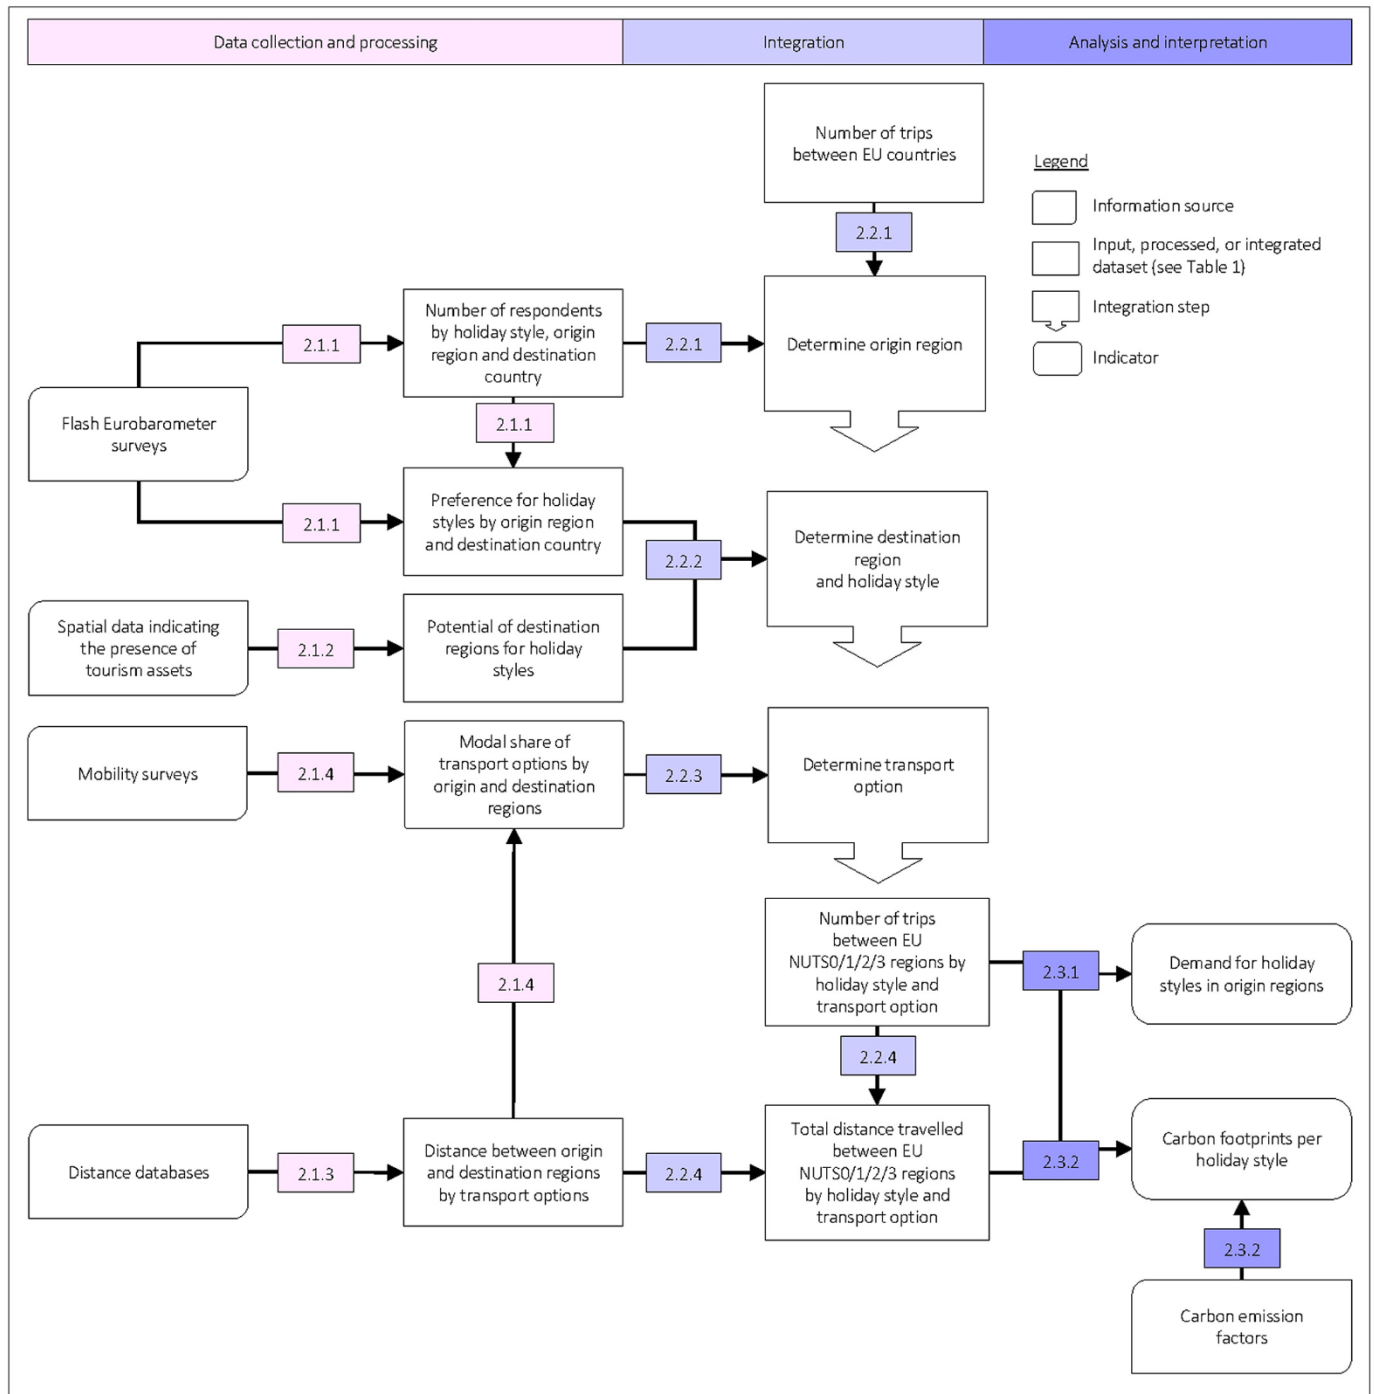 Data collection and processing
Integration
Analysis and interpretation
Number of trips
between EU countries
Legend
Information source
Input, processed, or integrated
dataset (see Table 1)
Integration step
Indicator
2.2.1
Number of respondents
by holiday style, origin
region and destination
country
2.1.1
2.2.1
Determine origin region
Flash Eurobarometer
surveys
2.1.1
2.1.1
Preference for holiday
styles by origin region
and destination country
2.2.2
Determine destination
region
and holiday style
Spatial data indicating
the presence of
tourism assets
2.1.2
Potential of destination
regions for holiday
styles
Mobility surveys
2.1.4
Modal share of
transport options by
origin and destination
regions
2.2.3
Determine transport
option
2.1.4
Number of trips
between EU
NUTS0/1/2/3 regions by
holiday style and
transport option
2.3.1
Demand for holiday
styles in origin regions
2.2.4
Distance databases
2.1.3
Distance between origin
and destination regions
by transport options
2.2.4
Total distance travelled
between EU
NUTS0/1/2/3 regions
by holiday style and
transport option
2.3.2
Carbon footprints per
holiday style
2.3.2
Carbon emission
factors